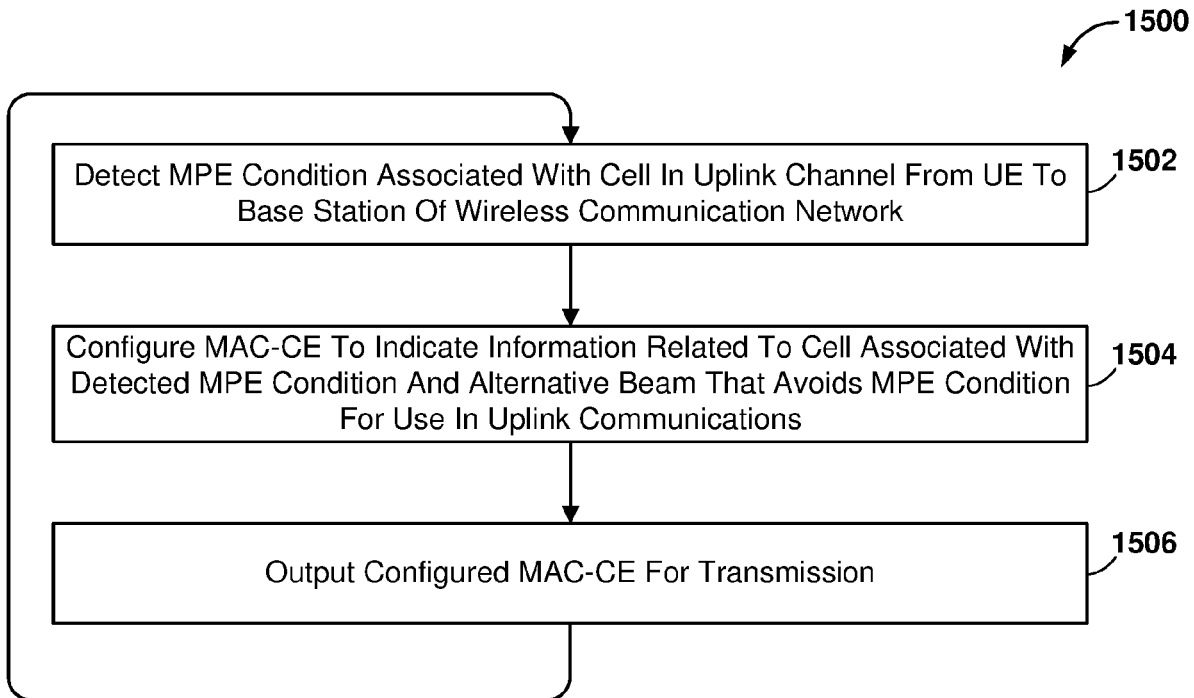 1500
Detect MPE Condition Associated With Cell In Uplink Channel From UE To
Base Station Of Wireless Communication Network
1502
Configure MAC-CE To Indicate Information Related To Cell Associated With
Detected MPE Condition And Alternative Beam That Avoids MPE Condition
For Use In Uplink Communications
1504
Output Configured MAC-CE For Transmission
1506